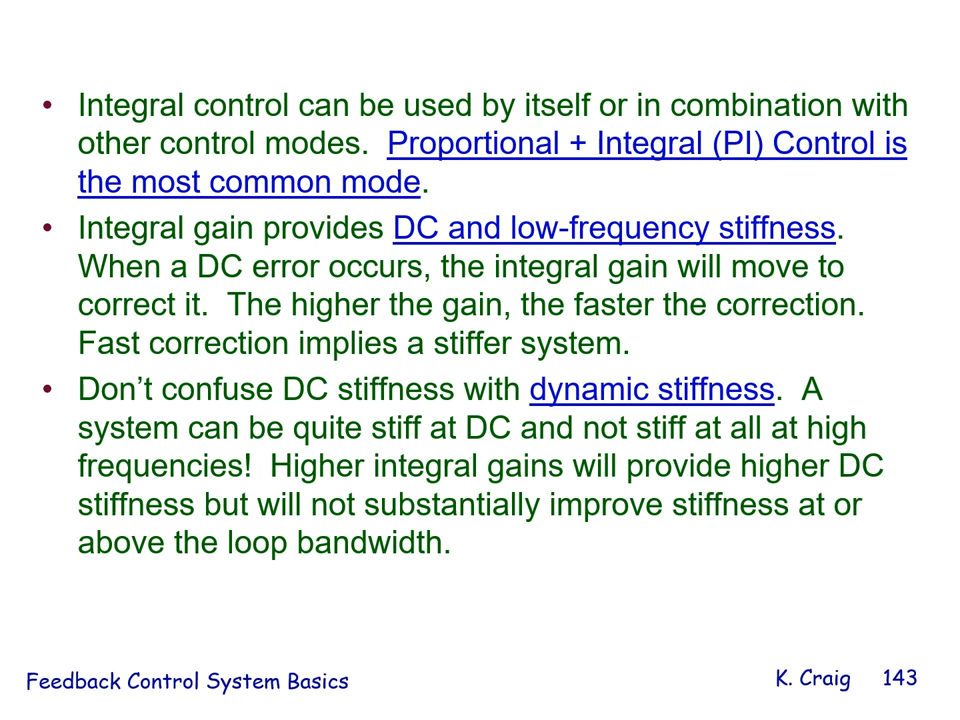 • Integral control can be used by itself or in combination with
other control modes.  Proportional + Integral (PI) Control is
the most common mode.
• Integral gain provides DC and low-frequency stiffness.
When a DC error occurs, the integral gain will move to
correct it.  The higher the gain, the faster the correction.
Fast correction implies a stiffer system.
• Don’t confuse DC stiffness with dynamic stiffness.  A
system can be quite stiff at DC and not stiff at all at high
frequencies!  Higher integral gains will provide higher DC
stiffness but will not substantially improve stiffness at or
above the loop bandwidth.
Feedback Control System Basics
K. Craig 143